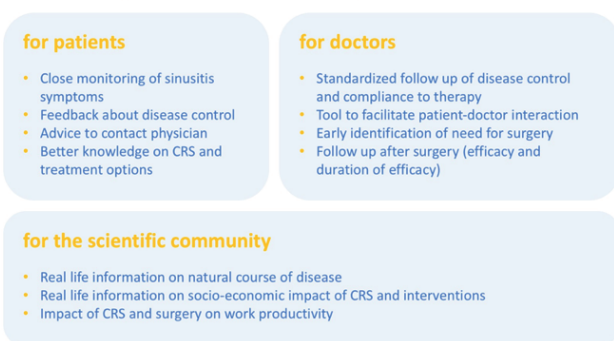 for patients
• Close monitoring of sinusitis
symptoms
• Feedback about disease control
• Advice to contact physician
• Better knowledge on CRS and
treatment options
for doctors
• Standardized follow up of disease control
and compliance to therapy
• Tool to facilitate patient-doctor interaction
• Early identification of need for surgery
• Follow up after surgery (efficacy and
duration of efficacy)
for the scientific community
• Real life information on natural course of disease
• Real life information on socio-economic impact of CRS and interventions
• Impact of CRS and surgery on work productivity